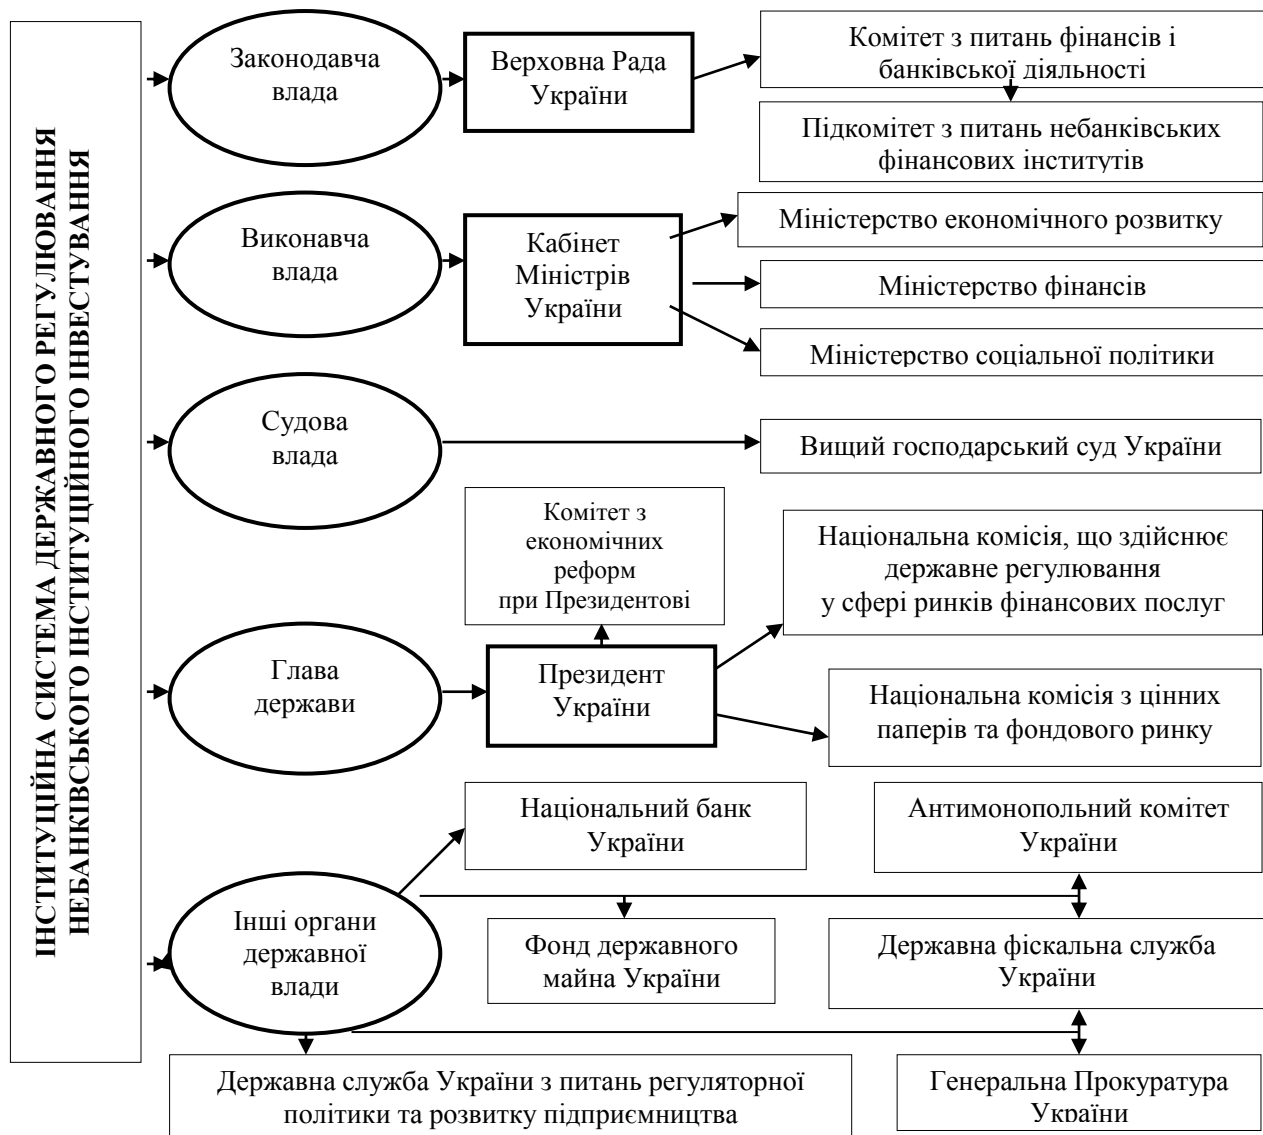 ІНСТИТУЦІЙНА СИСТЕМА ДЕРЖАВНОГО РЕГУЛЮВАННЯ
НЕБАНКІВСЬКОГО ІНСТИТУЦІЙНОГО ІНВЕСТУВАННЯ
Законодавча
влада
Верховна Рада
України
Комітет з питань фінансів і
банківської діяльності
Підкомітет з питань небанківських
фінансових інститутів
Виконавча
влада
Кабінет
Міністрів
України
Міністерство економічного розвитку
Міністерство фінансів
Міністерство соціальної політики
Судова
влада
Вищий господарський суд України
Комітет з
економічних
реформ
при Президентові
Національна комісія, що здійснює
державне регулювання
у сфері ринків фінансових послуг
Глава
держави
Президент
України
Національна комісія з цінних
паперів та фондового ринку
Національний банк
України
Антимонопольний комітет
України
Інші органи
державної
влади
Фонд державного
майна України
Державна фіскальна служба
України
Державна служба України з питань регуляторної
політики та розвитку підприємництва
Генеральна Прокуратура
України